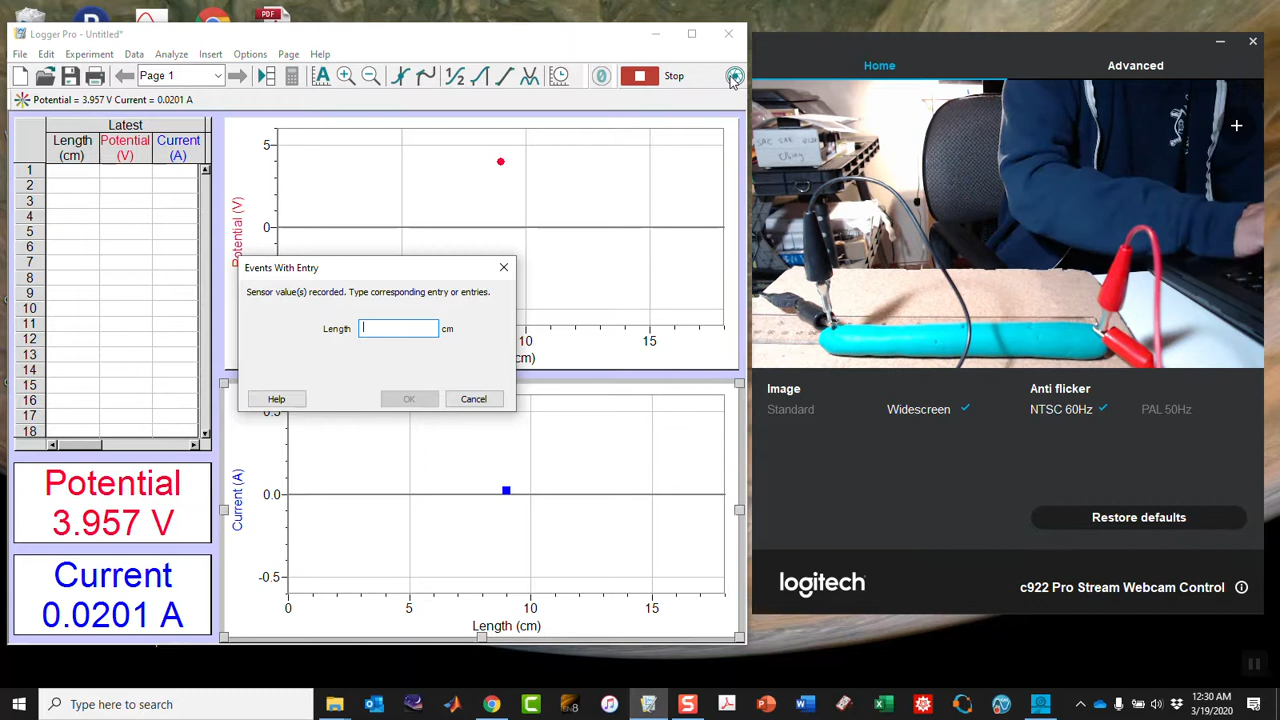 PDF
Logger Pro - Untitled*
File Edit Experiment Data Analyze Insert Options Page Help
Page 1
Stop
Potential = 3.957 V Current = 0.0201 A
Latest
Length (cm) Potential (V) Current (A)
1
2
3
4
5
6
7
8
9
10
11
12
13
14
15
16
17
18
Potential
3.957 V
Current
0.0201 A
Potential (V)
5
0
10
15
(cm)
Events With Entry
Sensor value(s) recorded. Type corresponding entry or entries.
Length cm
Help OK Cancel
Current (A)
0.5
0.0
-0.5
0 5 10 15
Length (cm)
Home Advanced
Image
Standard Widescreen
Anti flicker
NTSC 60Hz PAL 50Hz
Restore defaults
logitech
c922 Pro Stream Webcam Control
Type here to search
12:30 AM
3/19/2020